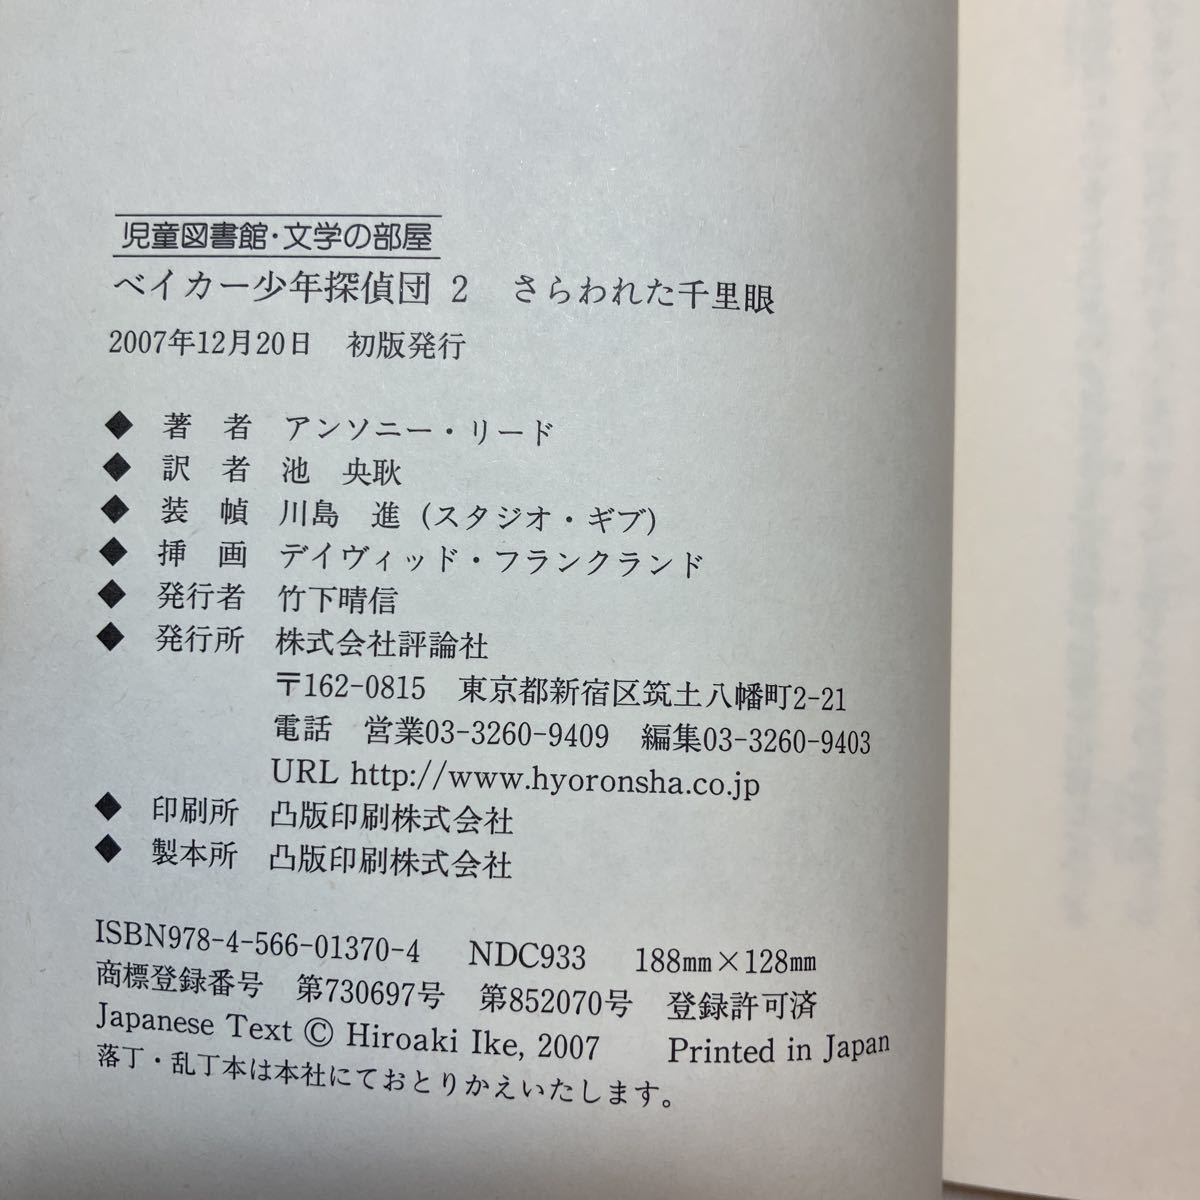 児童図書館・文学の部屋
ベイカー少年探偵団 2 さらわれた千里眼
2007年12月20日 初版発行
◆ 著 者 アンソニー・リード
◆ 訳 者 池 央耿
◆ 装 幀 川島 進 (スタジオ・ギブ)
◆ 挿 画 デイヴィッド・フランクランド
◆ 発行者 竹下晴信
◆ 発行所 株式会社評論社
〒162-0815 東京都新宿区筑土八幡町2-21
電話 営業03-3260-9409 編集03-3260-9403
URL http://www.hyoronsha.co.jp
◆ 印刷所 凸版印刷株式会社
◆ 製本所 凸版印刷株式会社
ISBN978-4-566-01370-4 NDC933 188mm×128mm
商標登録番号 第730697号 第852070号 登録許可済
Japanese Text © Hiroaki Ike, 2007 Printed in Japan
落丁・乱丁本は本社にておとりかえいたします。